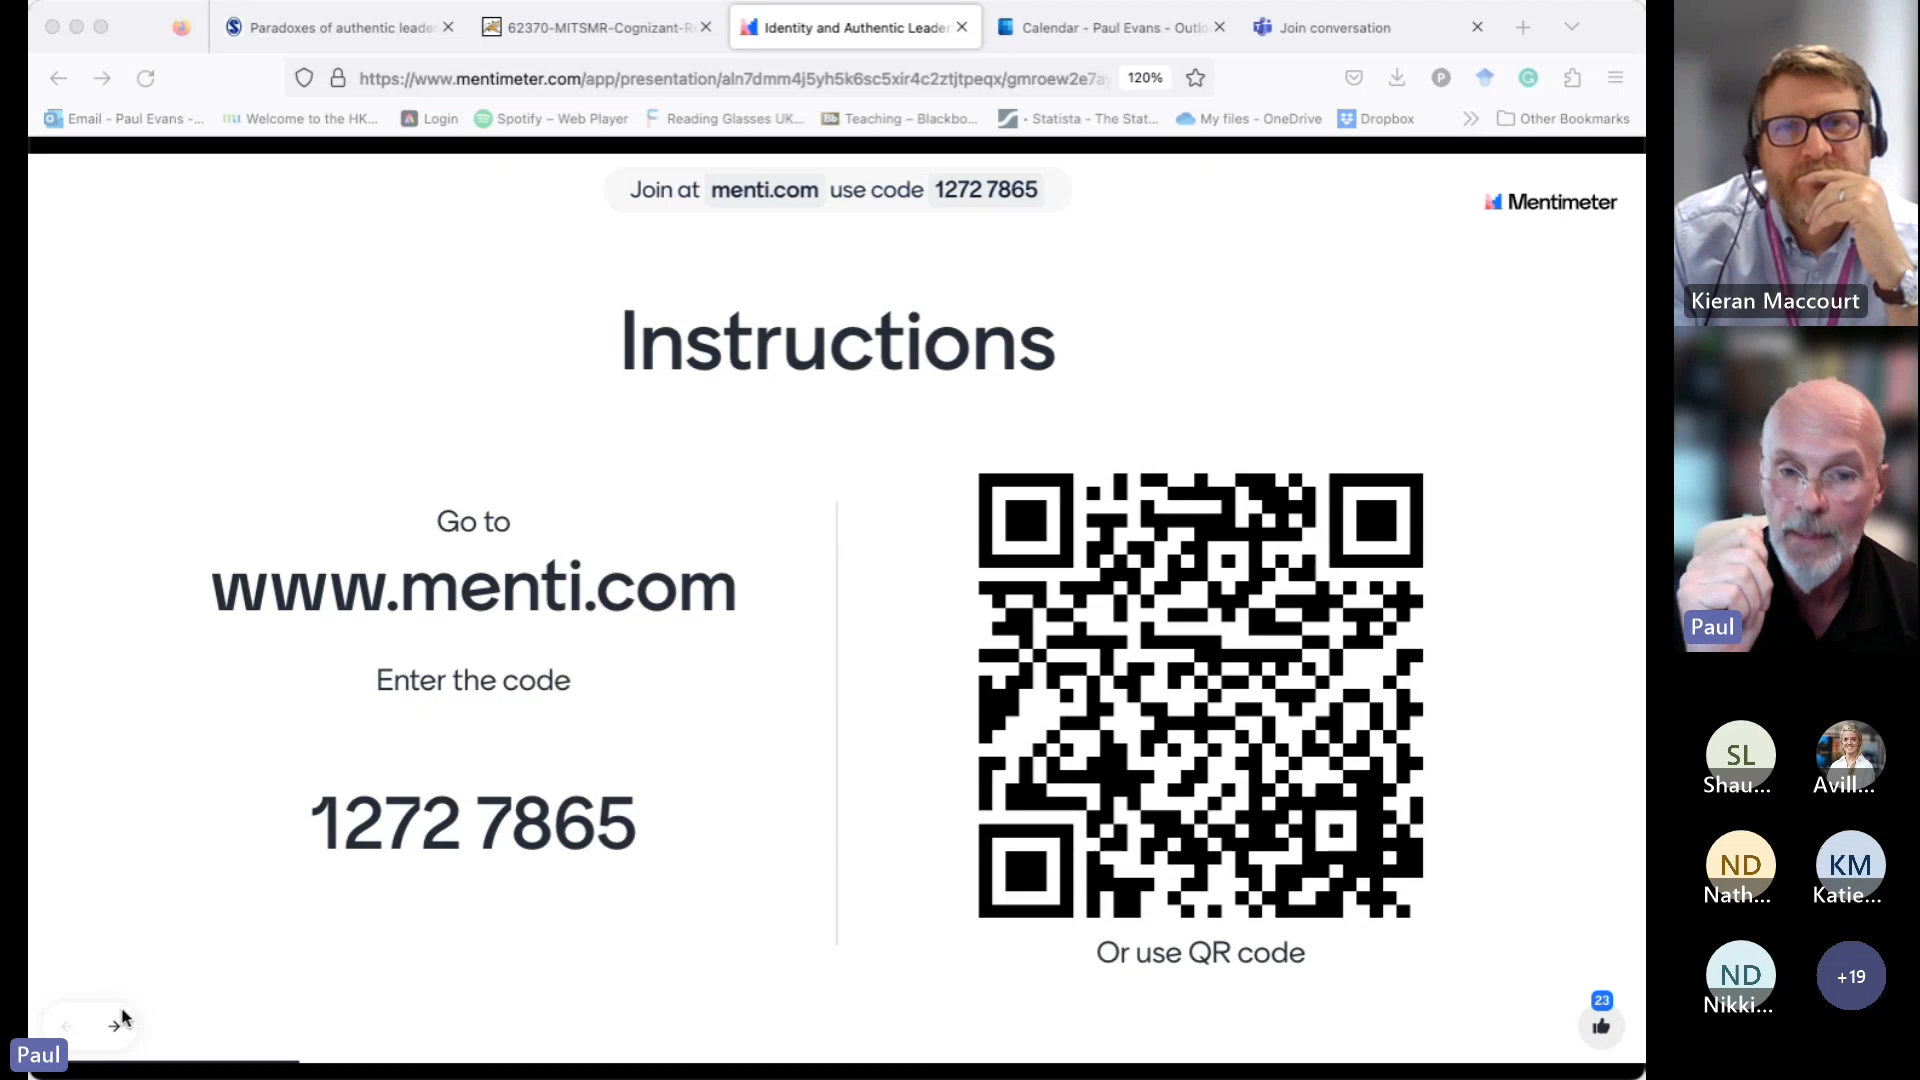 Paradoxes of authentic leade
62370-MITSMR-Cognizant-R
Identity and Authentic Leader
Calendar - Paul Evans - Outlo
Join conversation
https://www.mentimeter.com/app/presentation/aln7dmm4j5yh5k6sc5xir4c2ztjtpeqx/gmroew2e7a
120%
Email - Paul Evans -...
Welcome to the HK...
Login
Spotify – Web Player
Reading Glasses UK...
Bb Teaching – Blackbo...
• Statista - The Stat...
My files - OneDrive
Dropbox
Other Bookmarks
Join at menti.com use code 1272 7865
Mentimeter
Instructions
Go to
www.menti.com
Enter the code
1272 7865
Or use QR code
23
Paul
Kieran Maccourt
Paul
SL
Shau...
Avill...
ND
Nath...
KM
Katie...
ND
Nikki...
+19